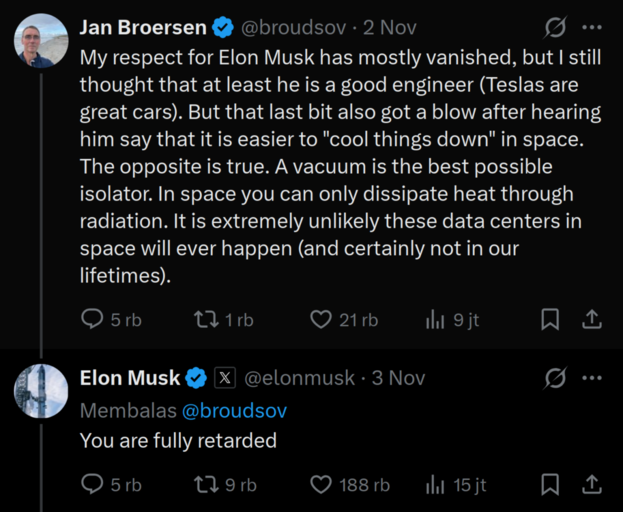 Jan Broersen @broudsov · 2 Nov
My respect for Elon Musk has mostly vanished, but I still
thought that at least he is a good engineer (Teslas are
great cars). But that last bit also got a blow after hearing
him say that it is easier to "cool things down" in space.
The opposite is true. A vacuum is the best possible
isolator. In space you can only dissipate heat through
radiation. It is extremely unlikely these data centers in
space will ever happen (and certainly not in our
lifetimes).
5 rb 1 rb 21 rb 9 jt
Elon Musk X @elonmusk · 3 Nov
Membalas @broudsov
You are fully retarded
5 rb 9 rb 188 rb 15 jt